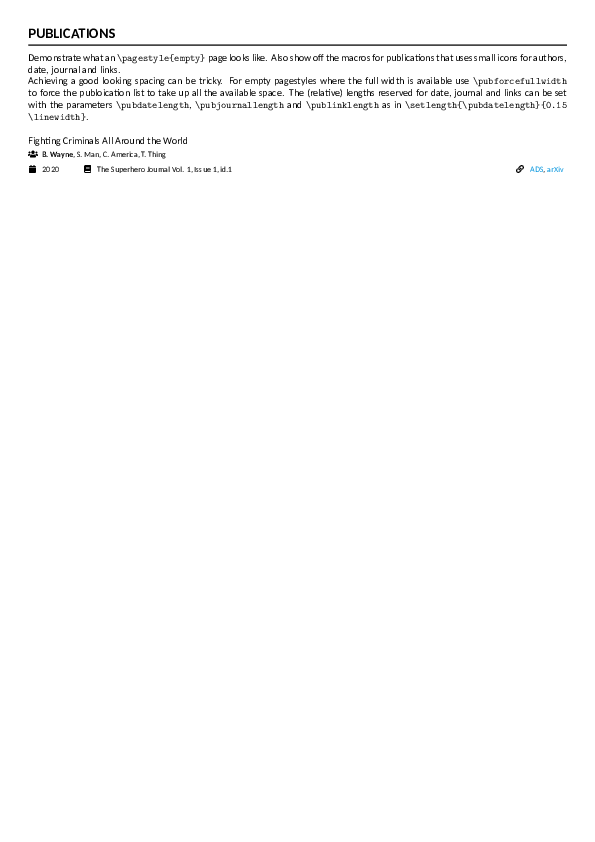 PUBLICATIONS
Demonstrate what an \pagestyle{empty} page looks like. Also show off the macros for publications that uses small icons for authors,
date, journal and links.
Achieving a good looking spacing can be tricky. For empty pagestyles where the full width is available use \pubforcefullwidth
to force the publoication list to take up all the available space. The (relative) lengths reserved for date, journal and links can be set
with the parameters \pubdatelength, \pubjournallength and \publinklength as in \setlength{\pubdatelength}{0.15
\linewidth}.
Fighting Criminals All Around the World
B. Wayne, S. Man, C. America, T. Thing
2020 The Superhero Journal Vol. 1, Issue 1, id.1 ADS, arXiv